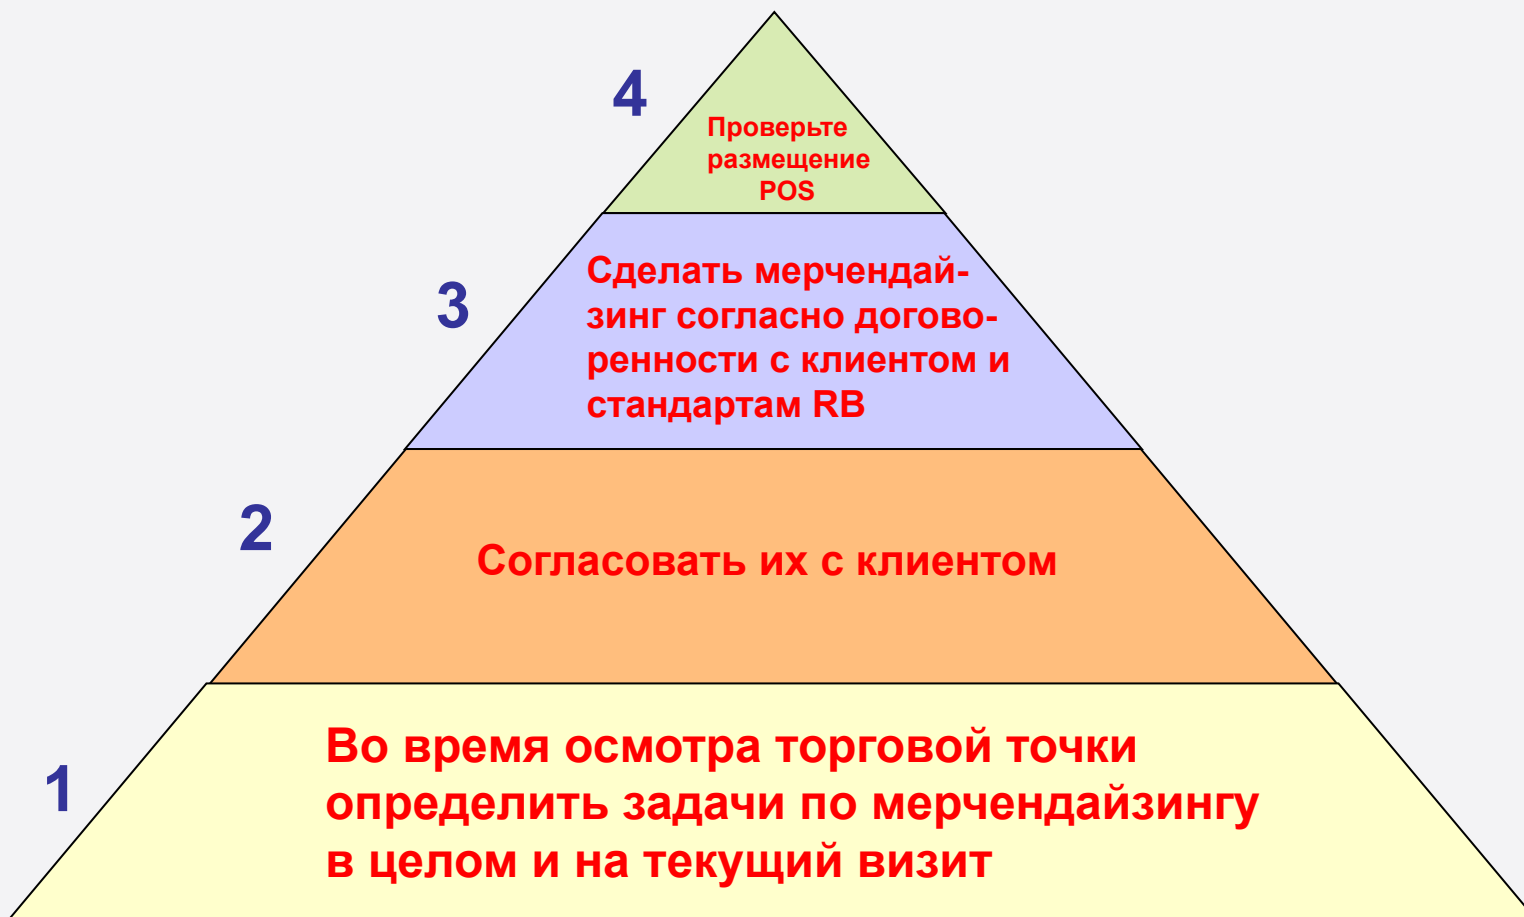 4
Проверьте
размещение
POS
3
Сделать мерчендай-
зинг согласно догово-
ренности с клиентом и
стандартам RB
2
Согласовать их с клиентом
1
Во время осмотра торговой точки
определить задачи по мерчендайзингу
в целом и на текущий визит